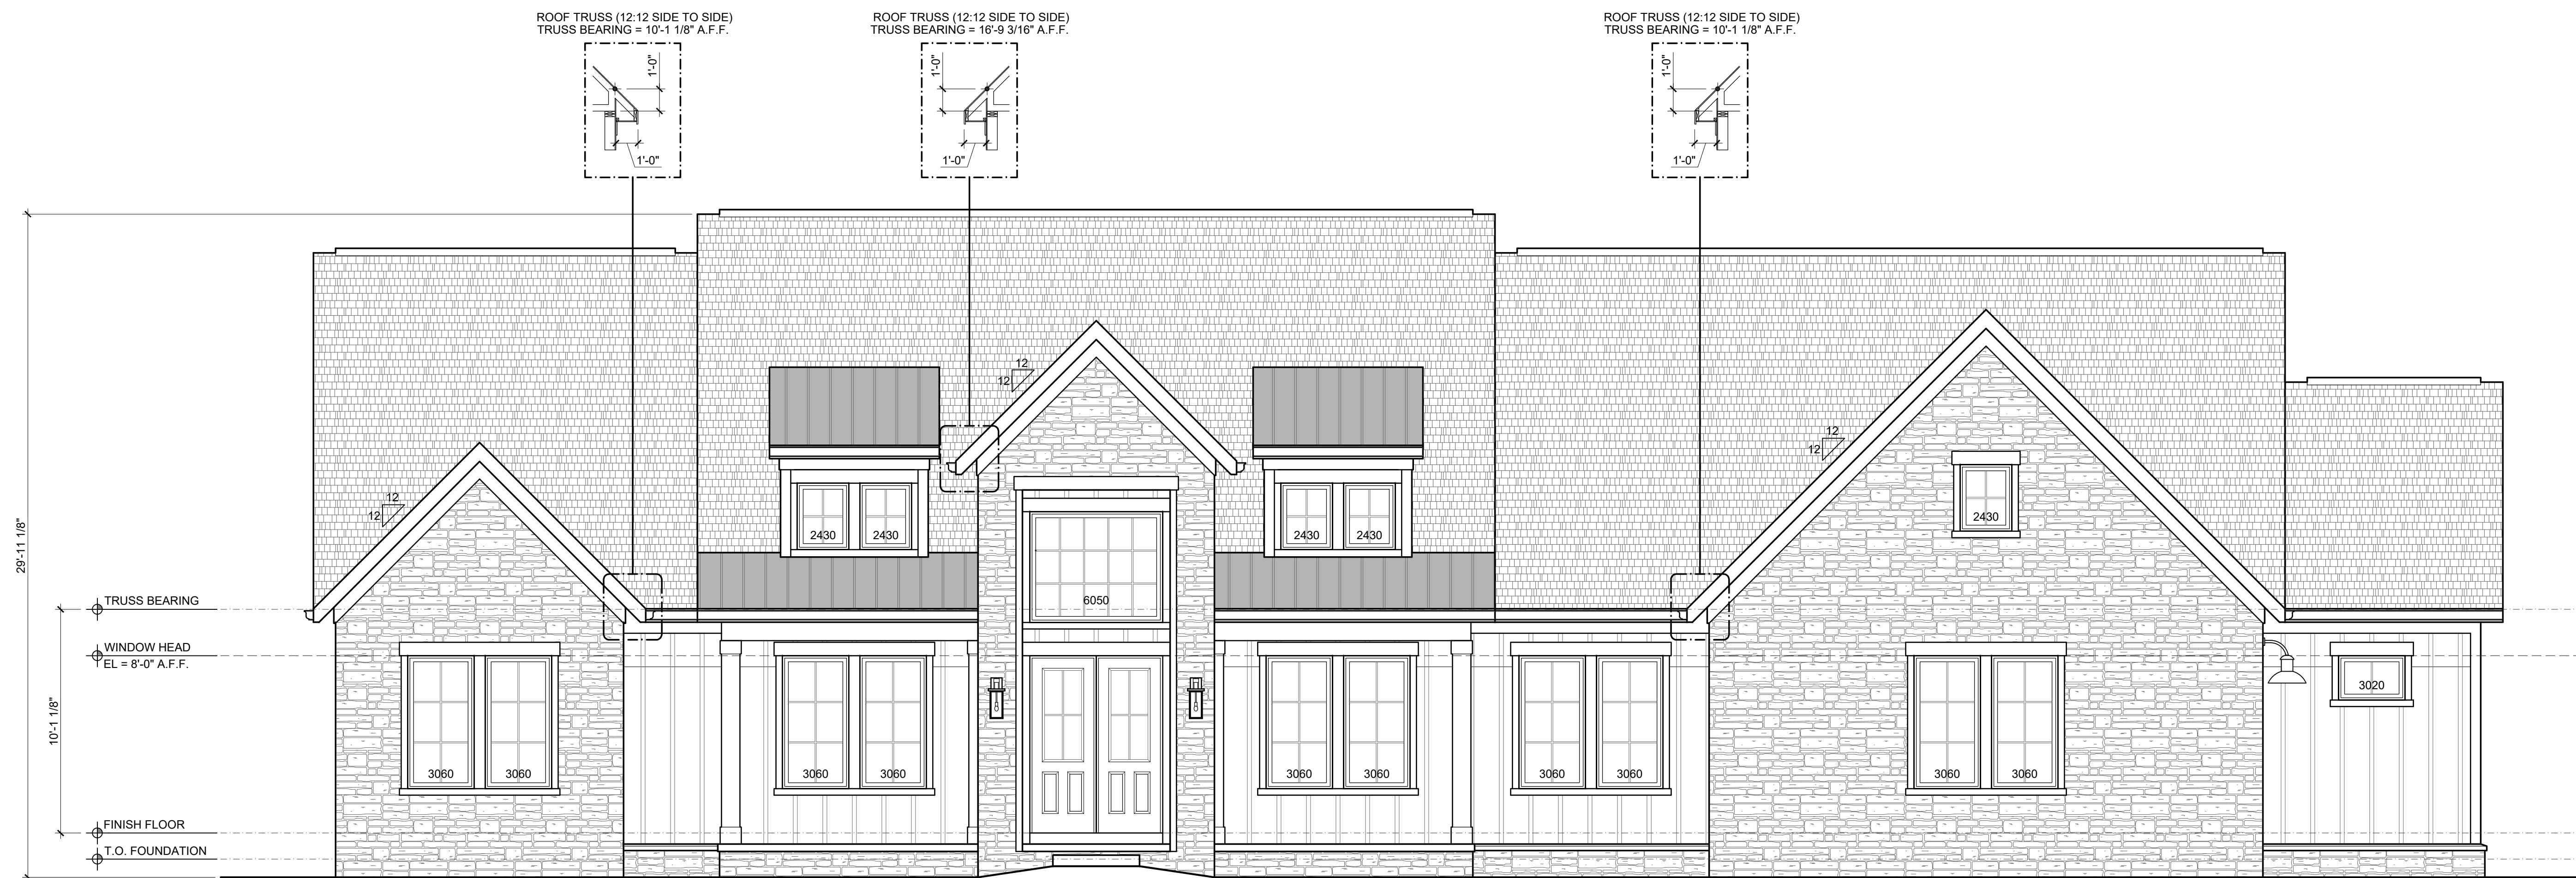 ROOF TRUSS (12:12 SIDE TO SIDE)
TRUSS BEARING = 10'-1 1/8" A.F.F.
ROOF TRUSS (12:12 SIDE TO SIDE)
TRUSS BEARING = 16'-9 3/16" A.F.F.
ROOF TRUSS (12:12 SIDE TO SIDE)
TRUSS BEARING = 10'-1 1/8" A.F.F.
1'-0"
1'-0"
1'-0"
1'-0"
1'-0"
1'-0"
29'-11 1/8"
12
12
12
12
12
12
2430
2430
2430
2430
2430
6050
TRUSS BEARING
WINDOW HEAD
EL = 8'-0" A.F.F.
10'-1 1/8"
3020
3060
3060
3060
3060
3060
3060
3060
3060
3060
3060
FINISH FLOOR
T.O. FOUNDATION